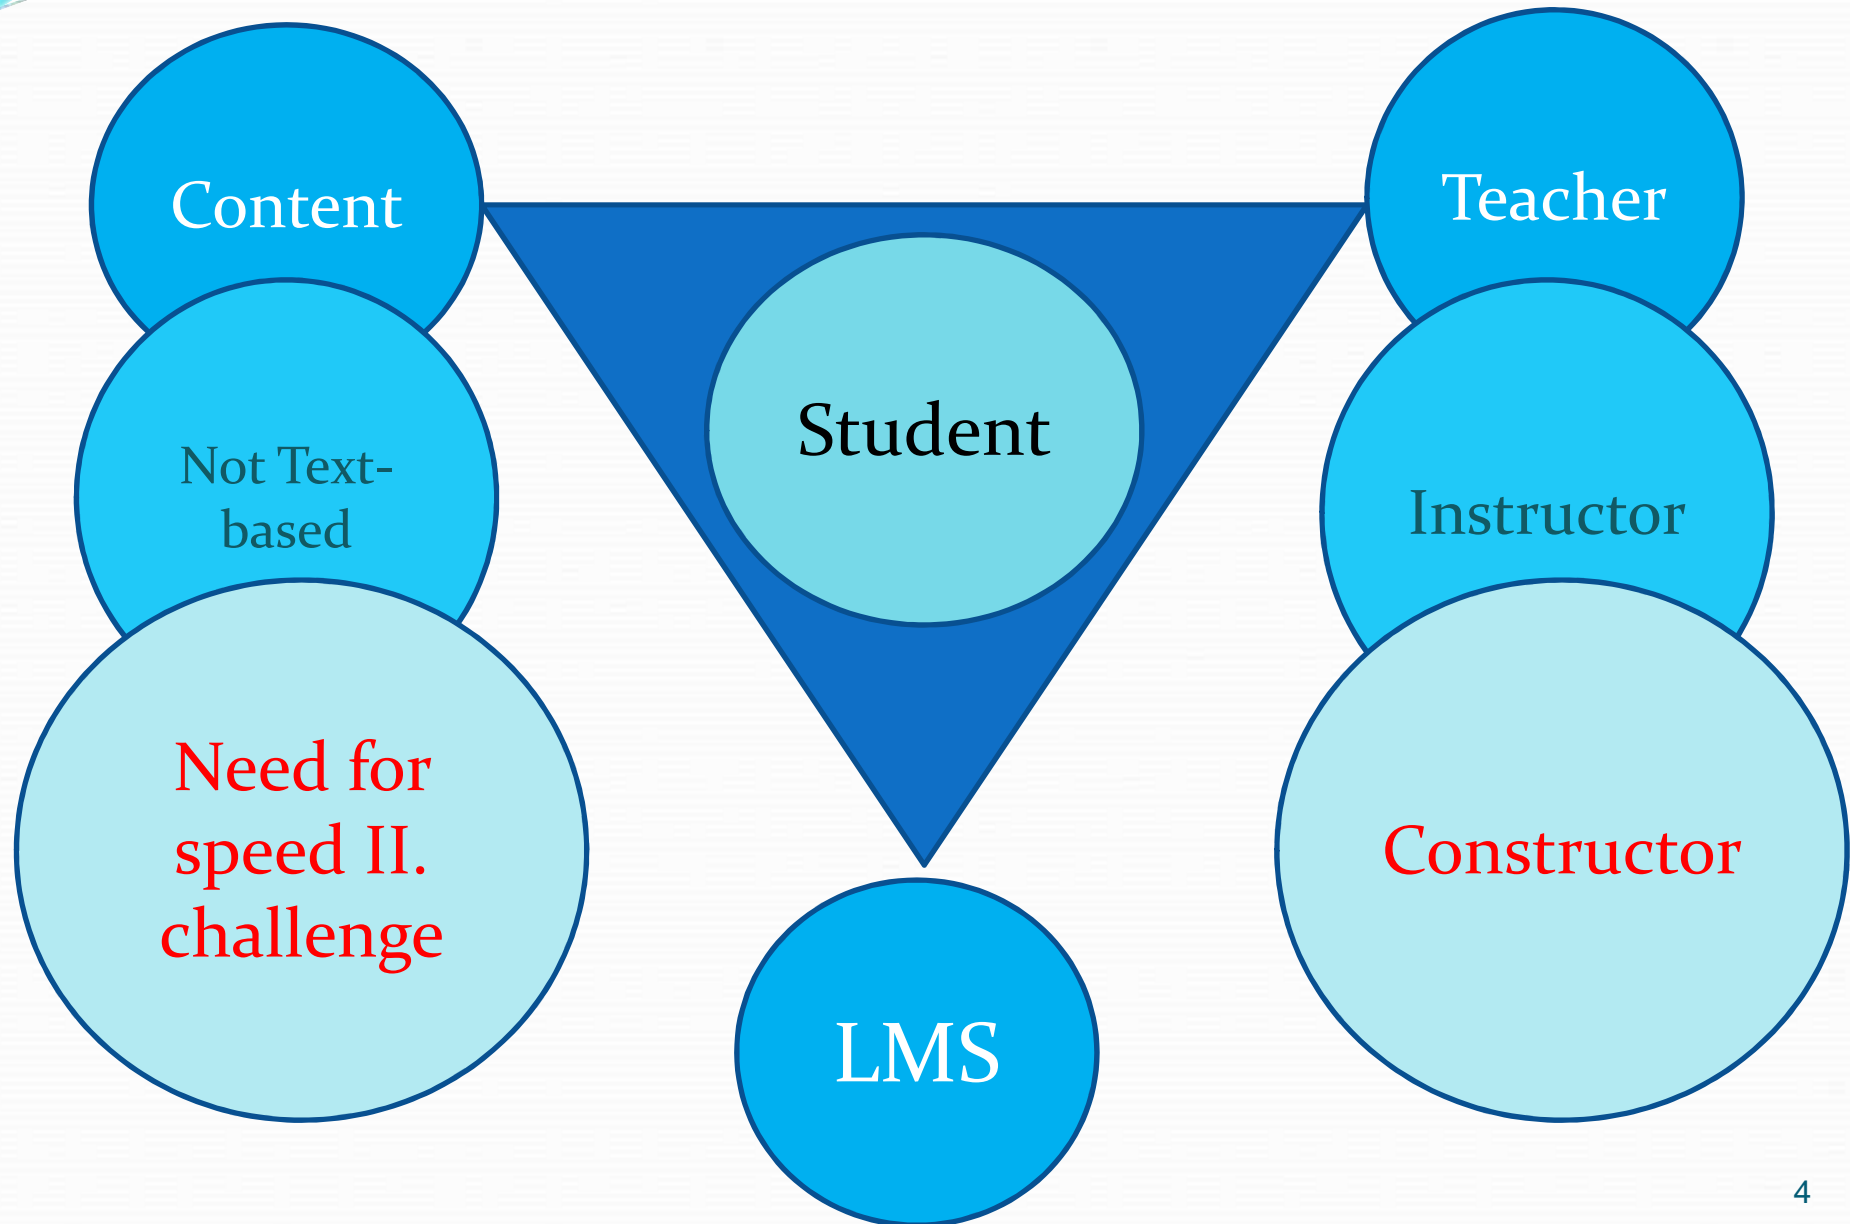 Content
Not Text-
based
Need for
speed II.
challenge
Student
LMS
Teacher
Instructor
Constructor
4